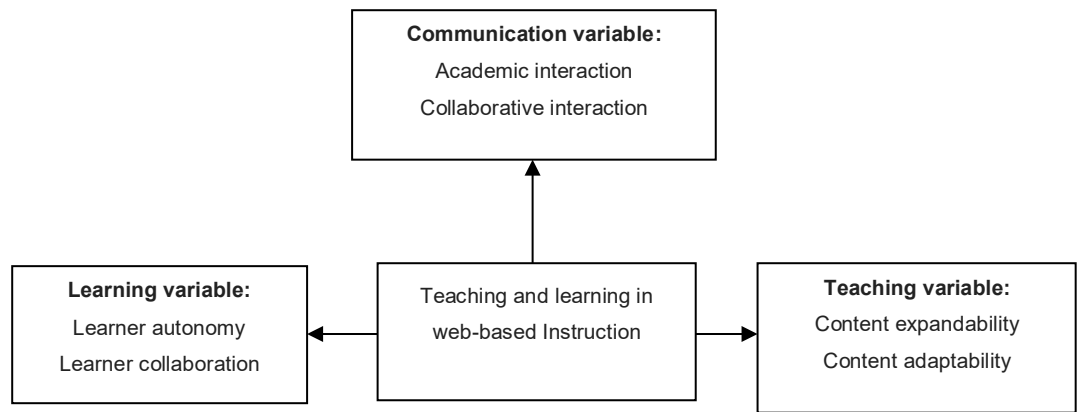 Communication variable:
Academic interaction
Collaborative interaction
Learning variable:
Learner autonomy
Learner collaboration
Teaching and learning in
web-based Instruction
Teaching variable:
Content expandability
Content adaptability